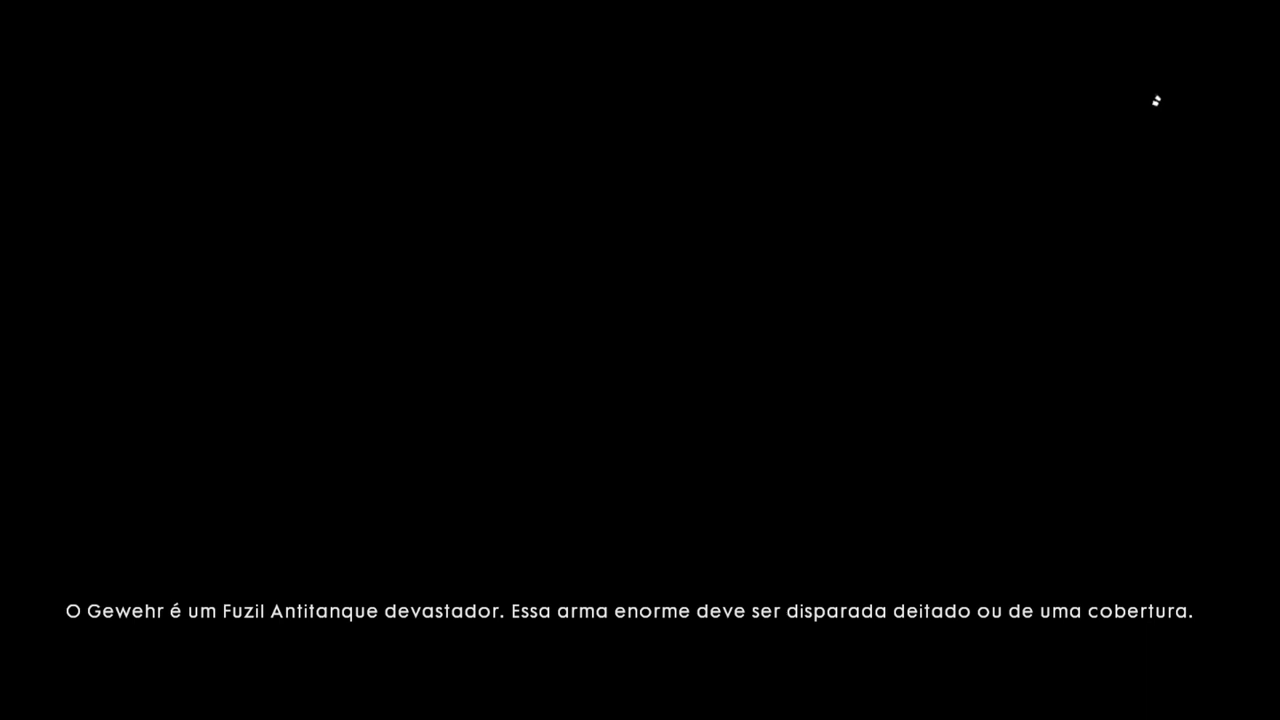 O Gewehr é um Fuzil Antitanque devastador. Essa arma enorme deve ser disparada deitado ou de uma cobertura.